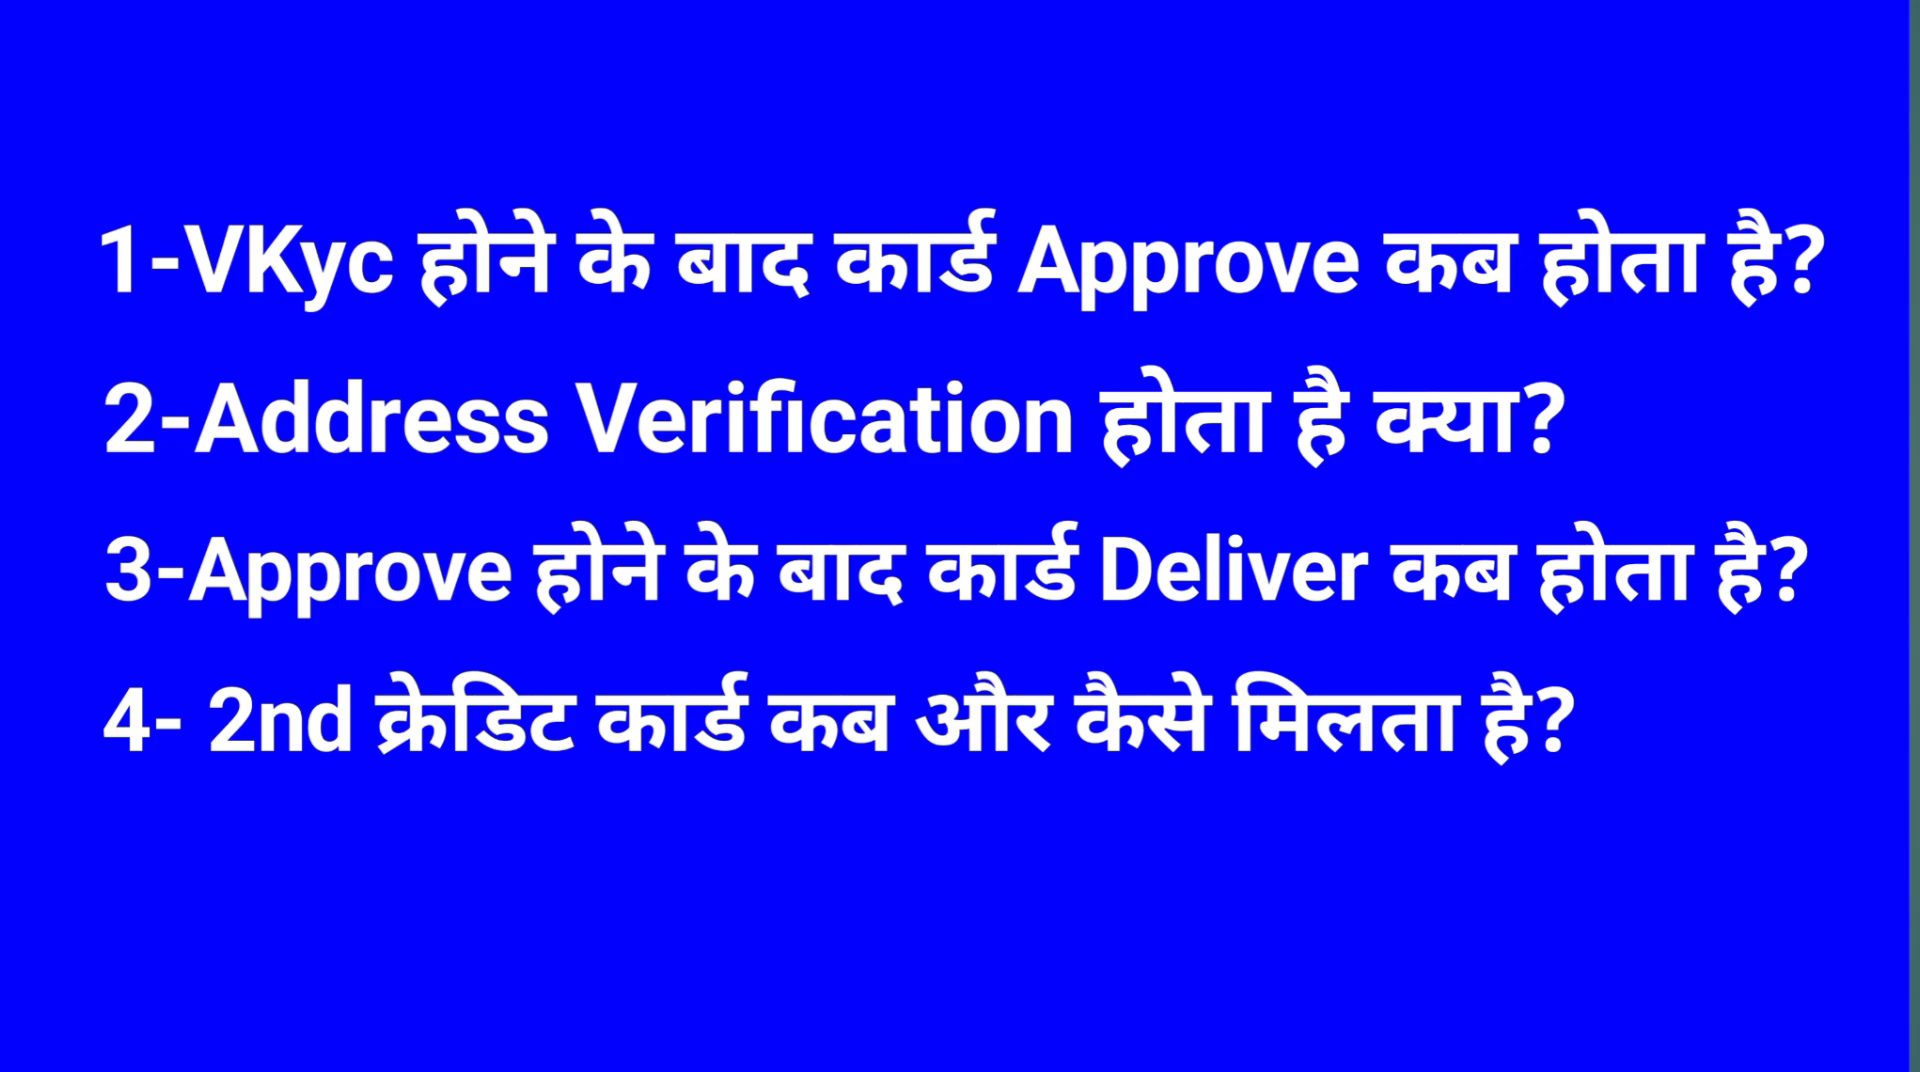 1-VKyc होने के बाद कार्ड Approve कब होता है?
2-Address Verification होता है क्या?
3-Approve होने के बाद कार्ड Deliver कब होता है?
4- 2nd क्रेडिट कार्ड कब और कैसे मिलता है?